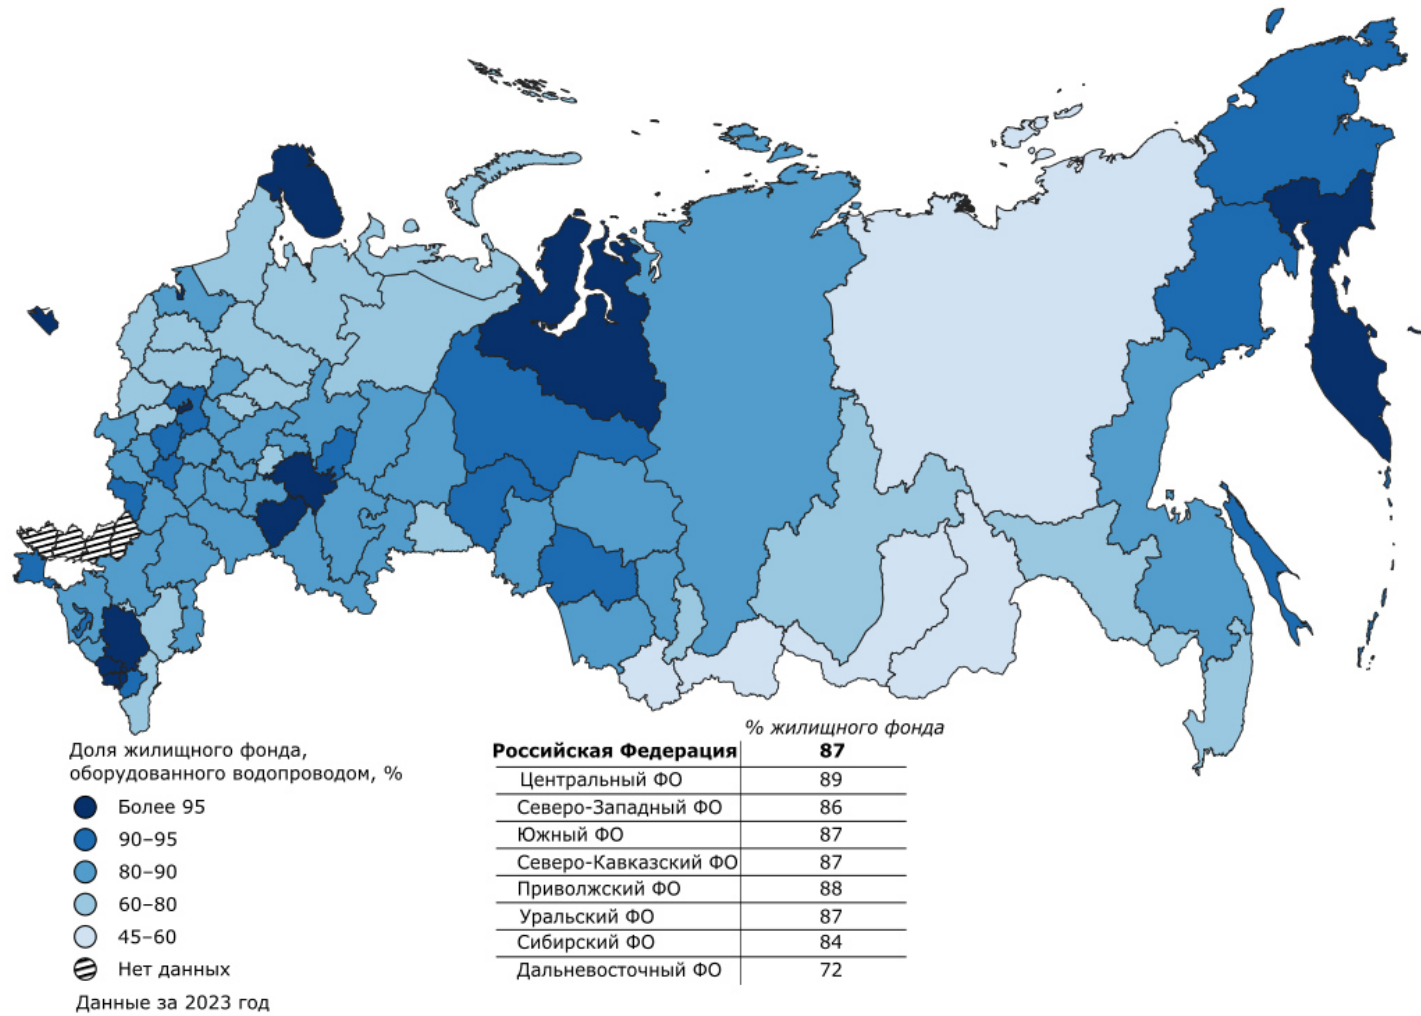 % жилищного фонда
Российская Федерация 87
Центральный ФО 89
Северо-Западный ФО 86
Южный ФО 87
Северо-Кавказский ФО 87
Приволжский ФО 88
Уральский ФО 87
Сибирский ФО 84
Дальневосточный ФО 72
Доля жилищного фонда,
оборудованного водопроводом, %
Более 95
90–95
80–90
60–80
45–60
Нет данных
Данные за 2023 год